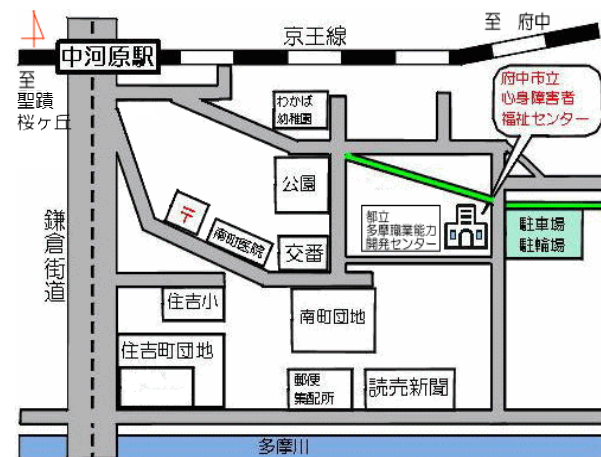 京王線
至 府中
中河原駅
至
聖蹟
桜ヶ丘
府中市立
心身障害者
福祉センター
わかば
幼稚園
公園
都立
多摩職業能力
開発センター
駐車場
駐輪場
〒
南町医院
交番
鎌倉街道
住吉小
南町団地
住吉町団地
郵便
集配所
読売新聞
多摩川